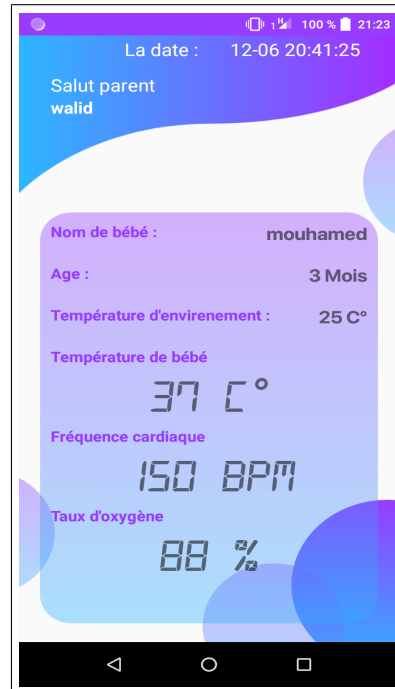 1 H 100 % 21:23
La date : 12-06 20:41:25
Salut parent
walid
Nom de bébé : mouhamed
Age : 3 Mois
Température d'envirenement : 25 C°
Température de bébé
37 C°
Fréquence cardiaque
150 BPM
Taux d'oxygène
88 %